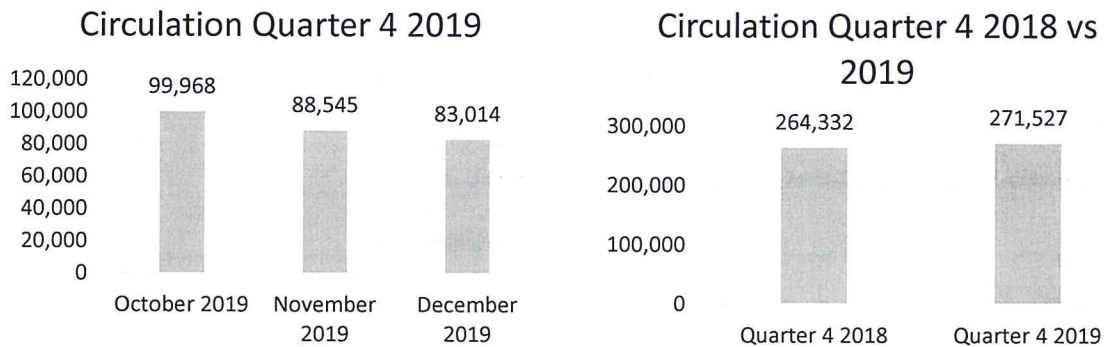 Circulation Quarter 4 2019
120,000
100,000
80,000
60,000
40,000
20,000
0
99,968
88,545
83,014
October 2019
November
2019
December
2019
Circulation Quarter 4 2018 vs
2019
300,000
200,000
100,000
0
264,332
271,527
Quarter 4 2018
Quarter 4 2019